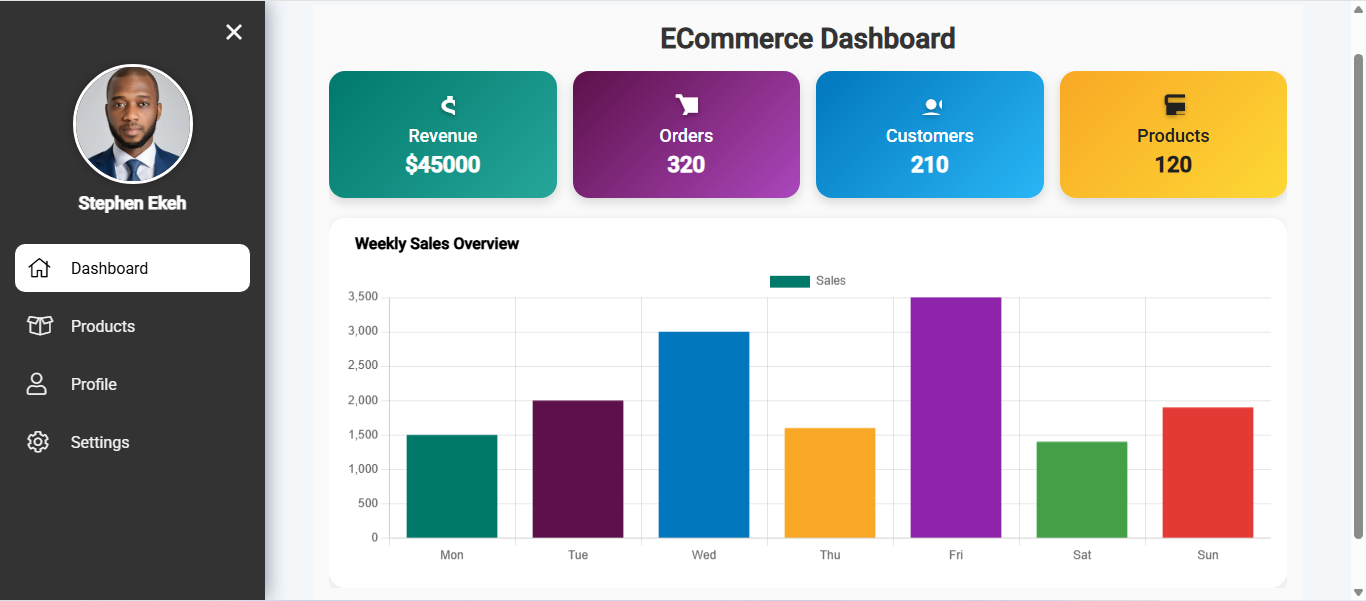 Stephen Ekeh
Dashboard
Products
Profile
Settings
ECommerce Dashboard
Revenue
$45000
Orders
320
Customers
210
Products
120
Weekly Sales Overview
Sales
3,500
3,000
2,500
2,000
1,500
1,000
500
0
Mon Tue Wed Thu Fri Sat Sun